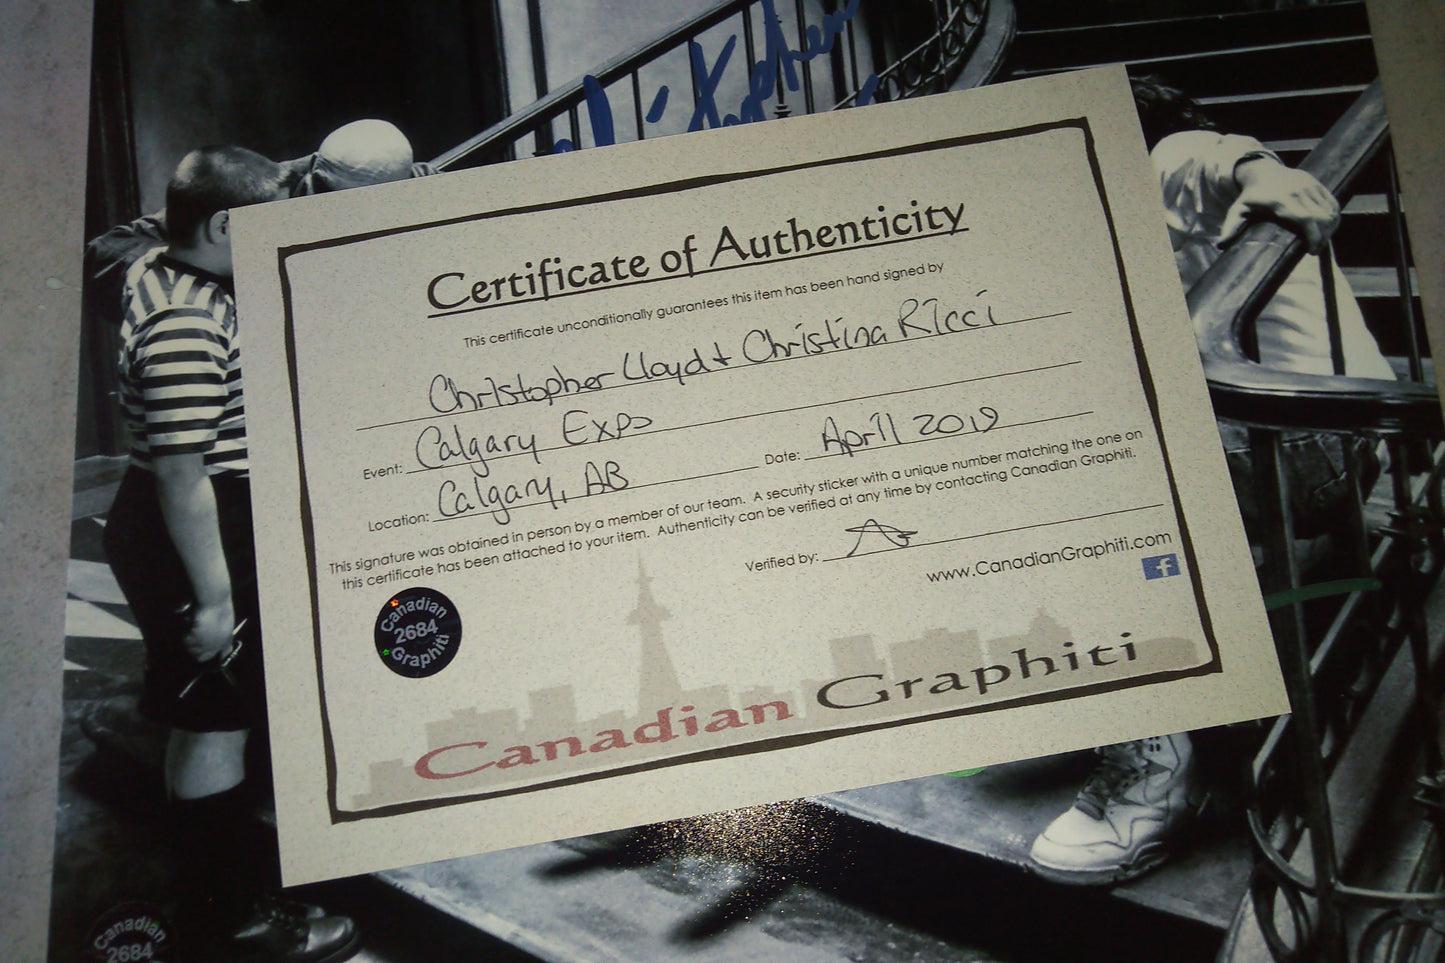 Certificate of Authenticity
This certificate unconditionally guarantees this item has been hand signed by
Christopher Lloyd + Christina Ricci
Event: Calgary Expo
Date: April 2019
Location: Calgary, AB
This signature was obtained in person by a member of our team. A security sticker with a unique number matching the one on
this certificate has been attached to your item. Authenticity can be verified at any time by contacting Canadian Graphiti.
Verified by:
www.CanadianGraphiti.com
f
Canadian
2684
Graphiti
Canadian Graphiti
Canadian
2684